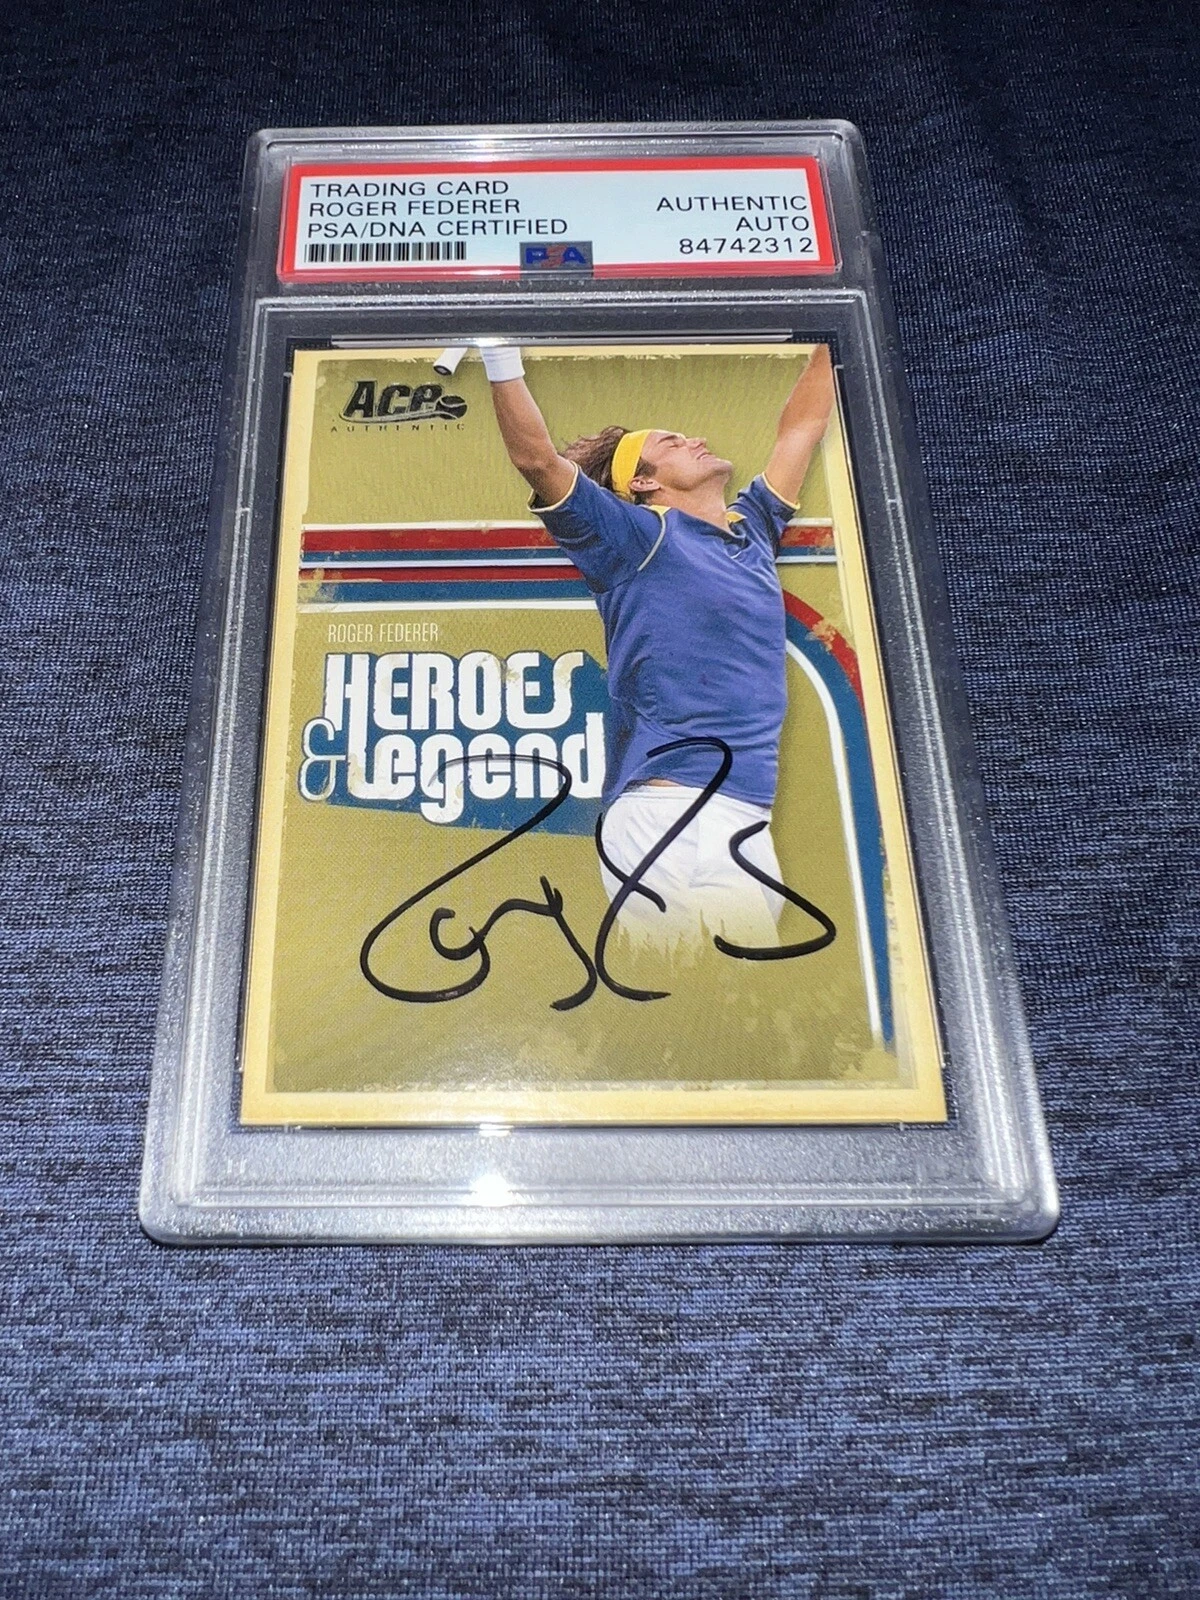 TRADING CARD
ROGER FEDERER
PSA/DNA CERTIFIED
AUTHENTIC
AUTO
84742312
PSA
ACE
AUTHENTIC
ROGER FEDERER
HEROES
& Legend